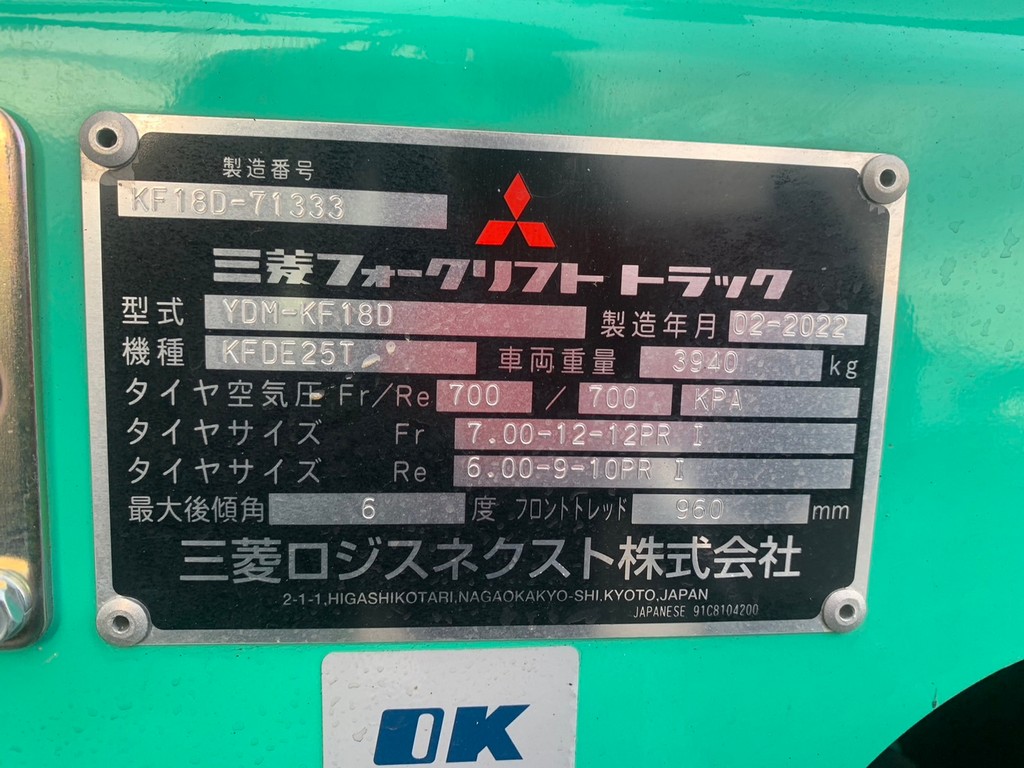 製造番号
KF18D-71333
三菱フォークリフト トラック
型式 YDM-KF18D 製造年月 02-2022
機種 KFDE25T 車両重量 3940 kg
タイヤ空気圧 Fr/Re 700 / 700 KPA
タイヤサイズ Fr 7.00-12-12PR I
タイヤサイズ Re 6.00-9-10PR I
最大後傾角 6 度 フロントトレッド 960 mm
三菱ロジスネクスト株式会社
2-1-1,HIGASHIKOTARI,NAGAOKAKYO-SHI,KYOTO,JAPAN
JAPANESE 91C8104200
OK